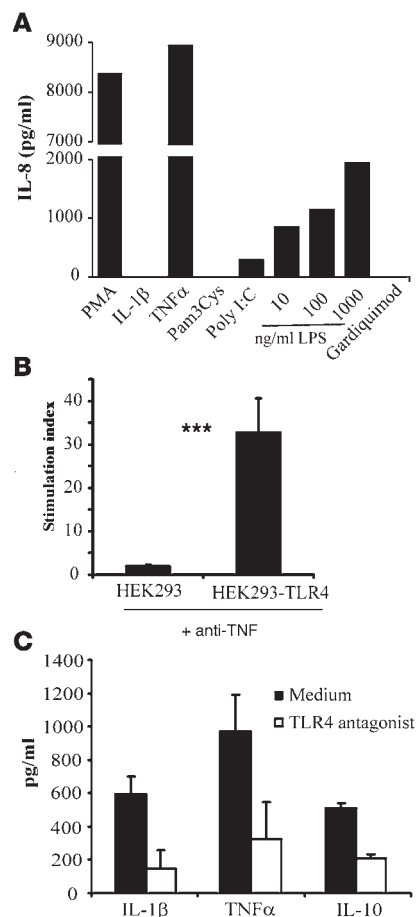 A
IL-8 (pg/ml)
9000
8000
7000
2000
1000
0
PMA
IL-1β
TNFα
Pam3Cys
Poly I:C
10
100
1000
Gardiquimod
ng/ml LPS
B
Stimulation index
40
30
20
10
0
***
HEK293
HEK293-TLR4
+ anti-TNF
C
pg/ml
1400
1200
1000
800
600
400
200
0
Medium
TLR4 antagonist
IL-1β
TNFα
IL-10